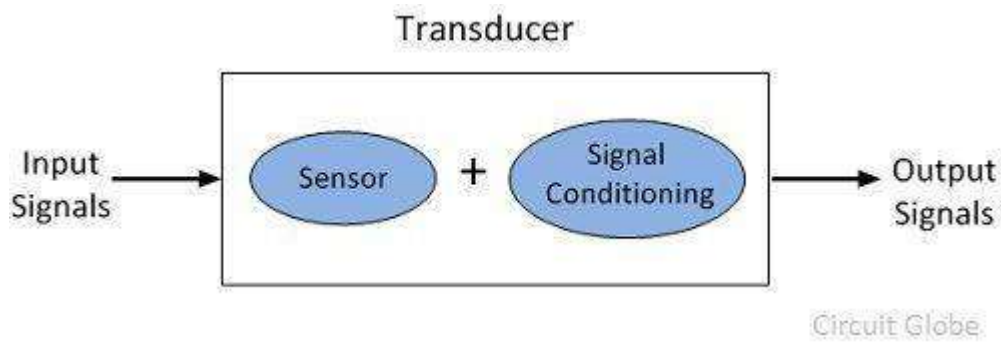 Transducer
Input
Signals
Sensor
+
Signal
Conditioning
Output
Signals
Circuit Globe